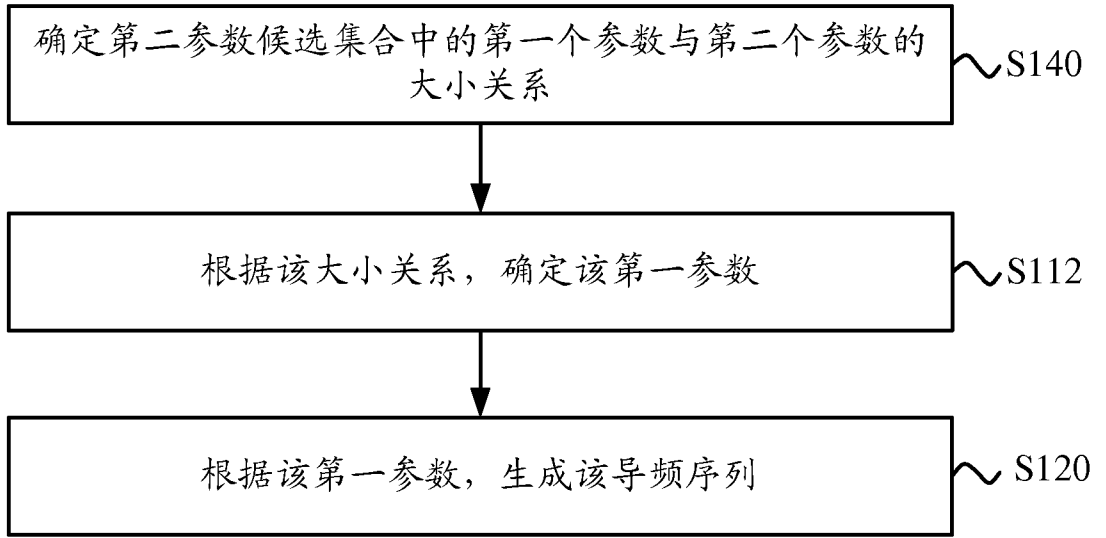 确定第二参数候选集合中的第一个参数与第二个参数的
大小关系
S140
根据该大小关系，确定该第一参数
S112
根据该第一参数，生成该导频序列
S120